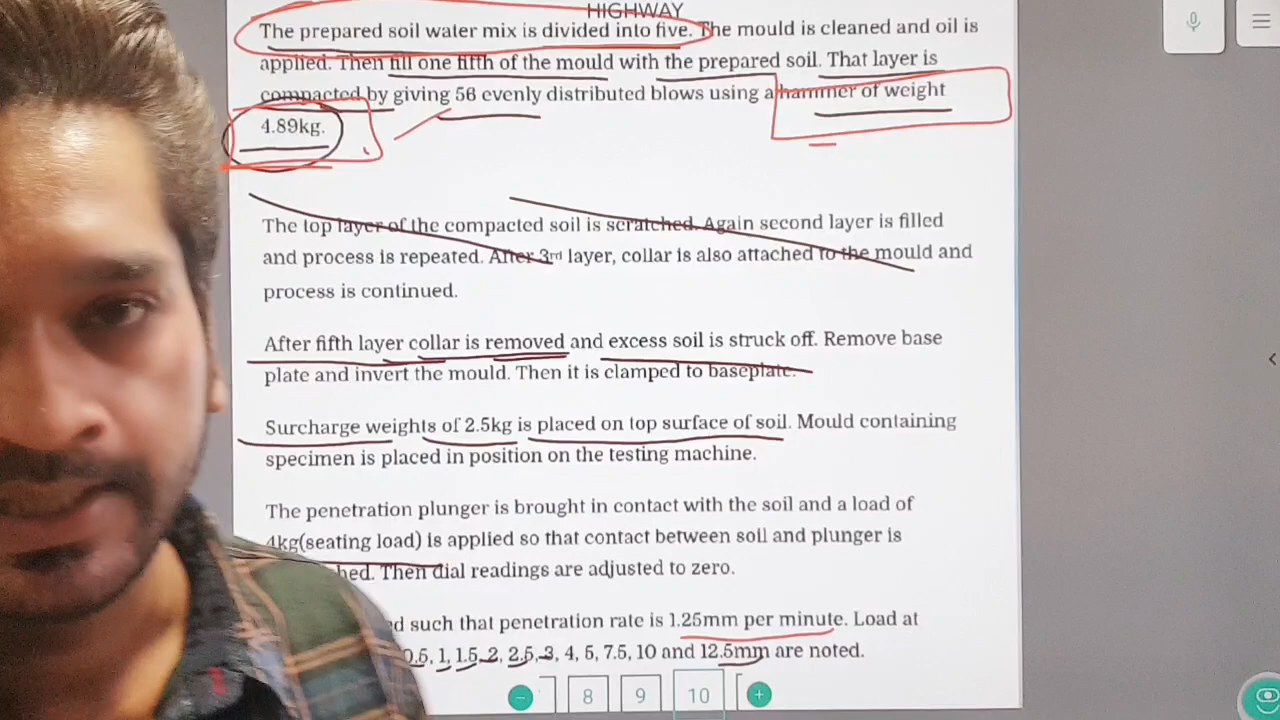 HIGHWAY
The prepared soil water mix is divided into five. The mould is cleaned and oil is
applied. Then fill one fifth of the mould with the prepared soil. That layer is
compacted by giving 56 evenly distributed blows using a hammer of weight
4.89kg.
The top layer of the compacted soil is scratched. Again second layer is filled
and process is repeated. After 3rd layer, collar is also attached to the mould and
process is continued.
After fifth layer collar is removed and excess soil is struck off. Remove base
plate and invert the mould. Then it is clamped to baseplate.
Surcharge weights of 2.5kg is placed on top surface of soil. Mould containing
specimen is placed in position on the testing machine.
The penetration plunger is brought in contact with the soil and a load of
4kg(seating load) is applied so that contact between soil and plunger is
Then dial readings are adjusted to zero.
such that penetration rate is 1.25mm per minute. Load at
0.5, 1, 1.5, 2, 2.5, 3, 4, 5, 7.5, 10 and 12.5mm are noted.
8 9 10